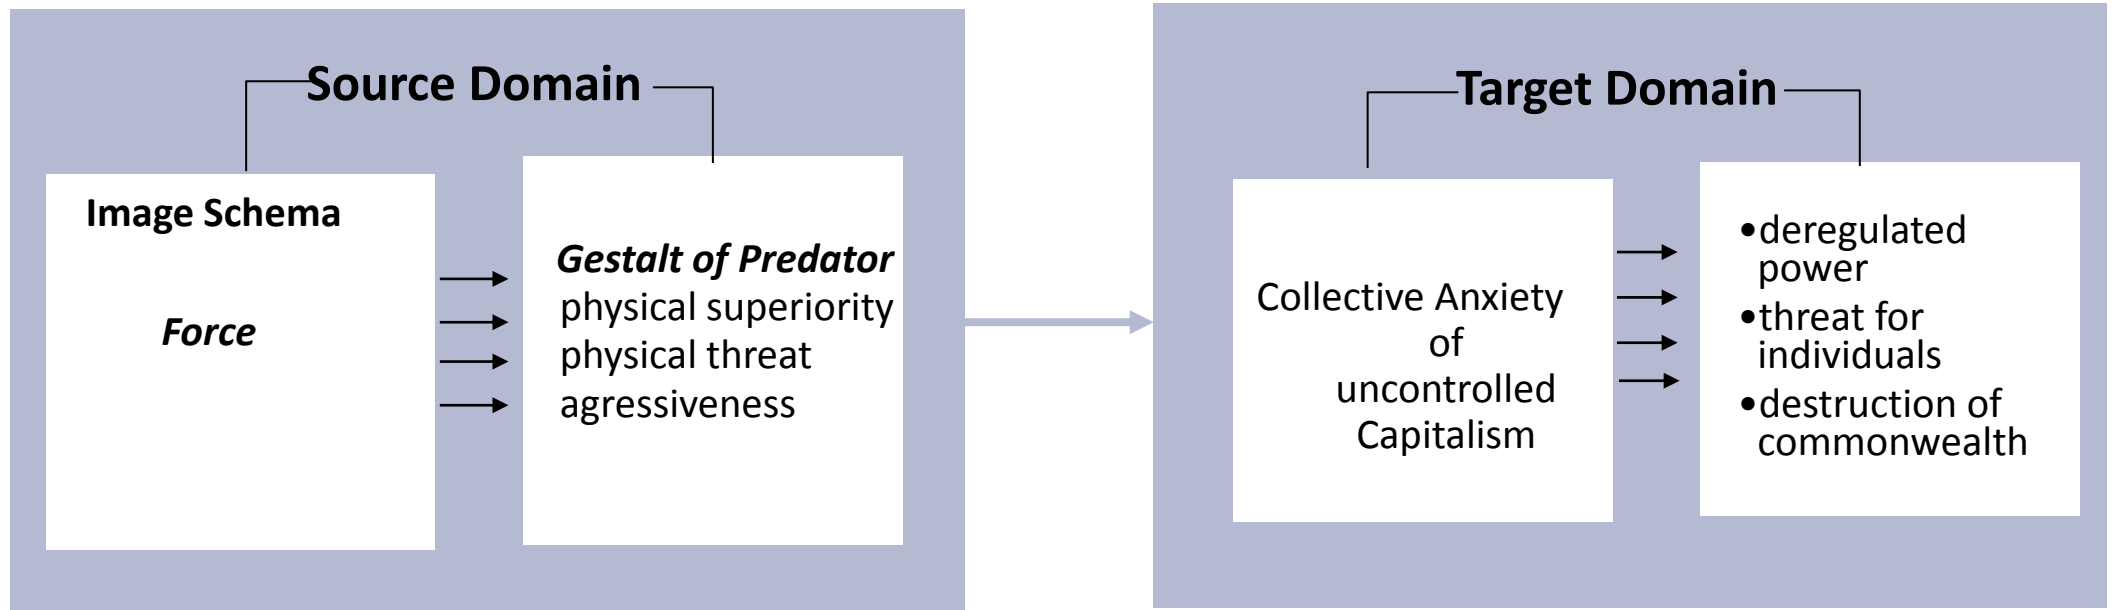 Source Domain
Image Schema
Force
Gestalt of Predator
physical superiority
physical threat
agressiveness
Target Domain
Collective Anxiety
of
uncontrolled
Capitalism
•deregulated
power
•threat for
individuals
•destruction of
commonwealth